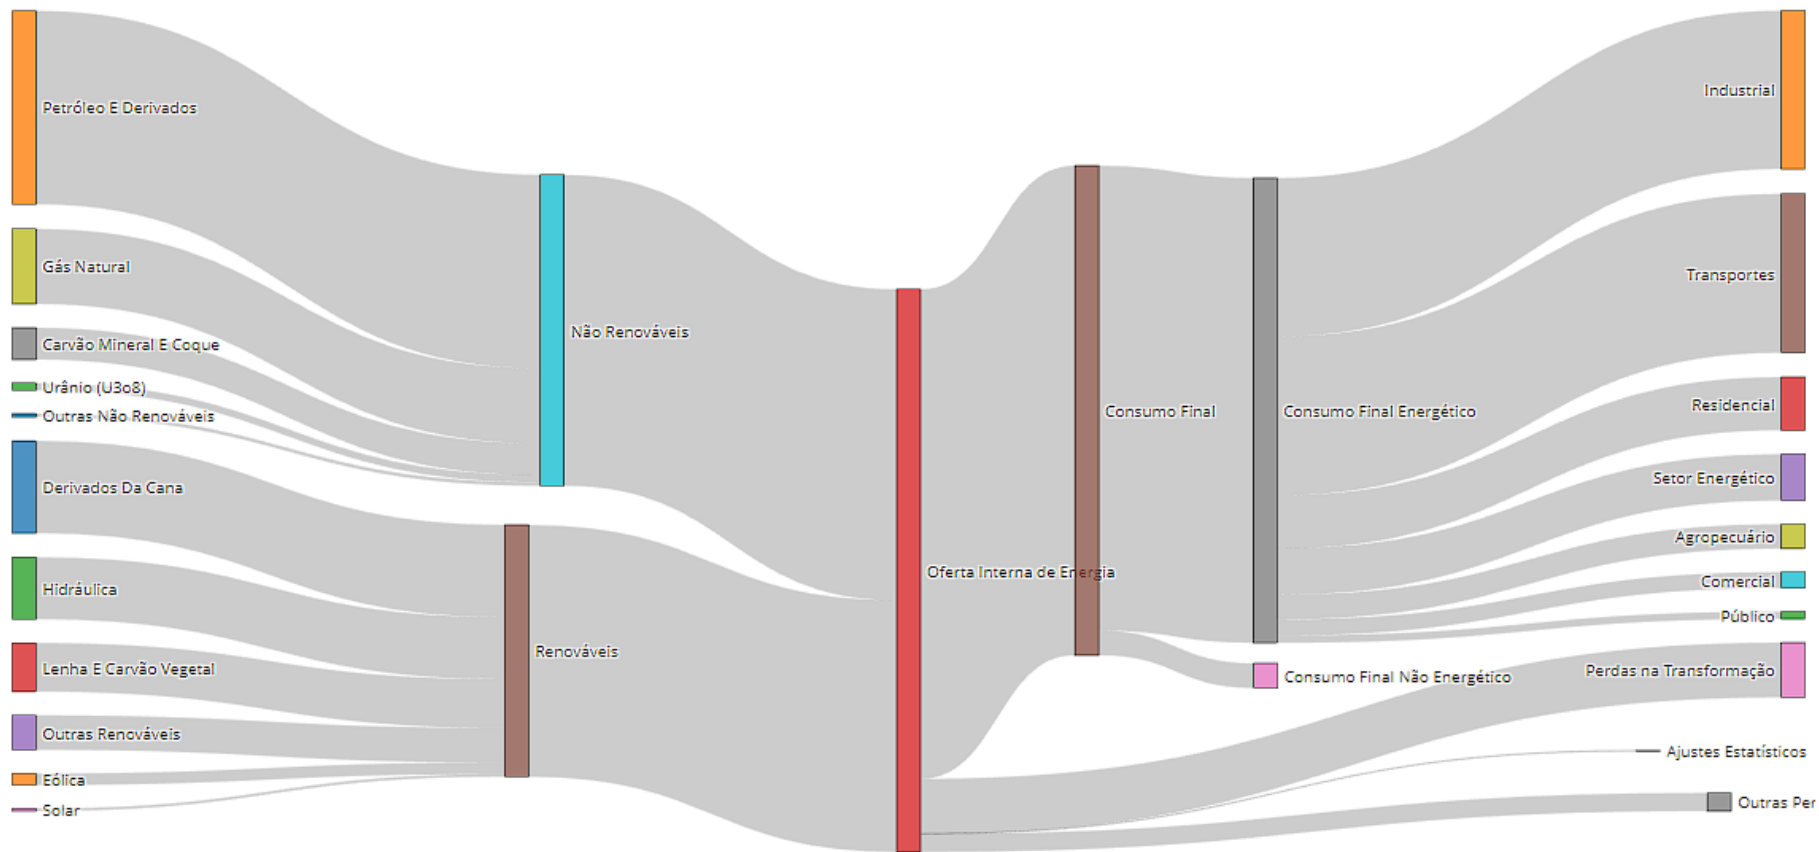 Petróleo E Derivados
Gás Natural
Carvão Mineral E Coque
Urânio (U3o8)
Outras Não Renováveis
Derivados Da Cana
Hidráulica
Lenha E Carvão Vegetal
Outras Renováveis
Eólica
Solar
Não Renováveis
Renováveis
Oferta Interna de Energia
Consumo Final
Consumo Final Energético
Consumo Final Não Energético
Industrial
Transportes
Residencial
Setor Energético
Agropecuário
Comercial
Público
Perdas na Transformação
Ajustes Estatísticos
Outras Per